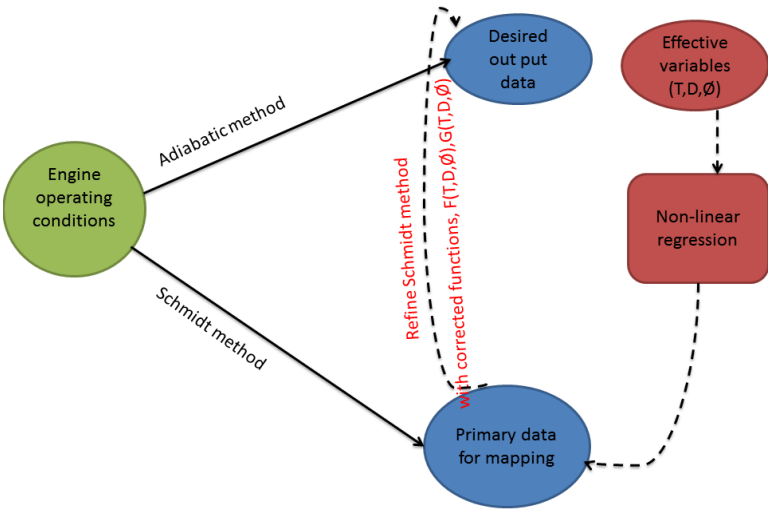 Desired
out put
data
Effective
variables
(T,D,Ø)
Adiabatic method
Engine
operating
conditions
Non-linear
regression
Refine Schmidt method
with corrected functions, F(T,D,Ø),G(T,D,Ø)
Schmidt method
Primary data
for mapping